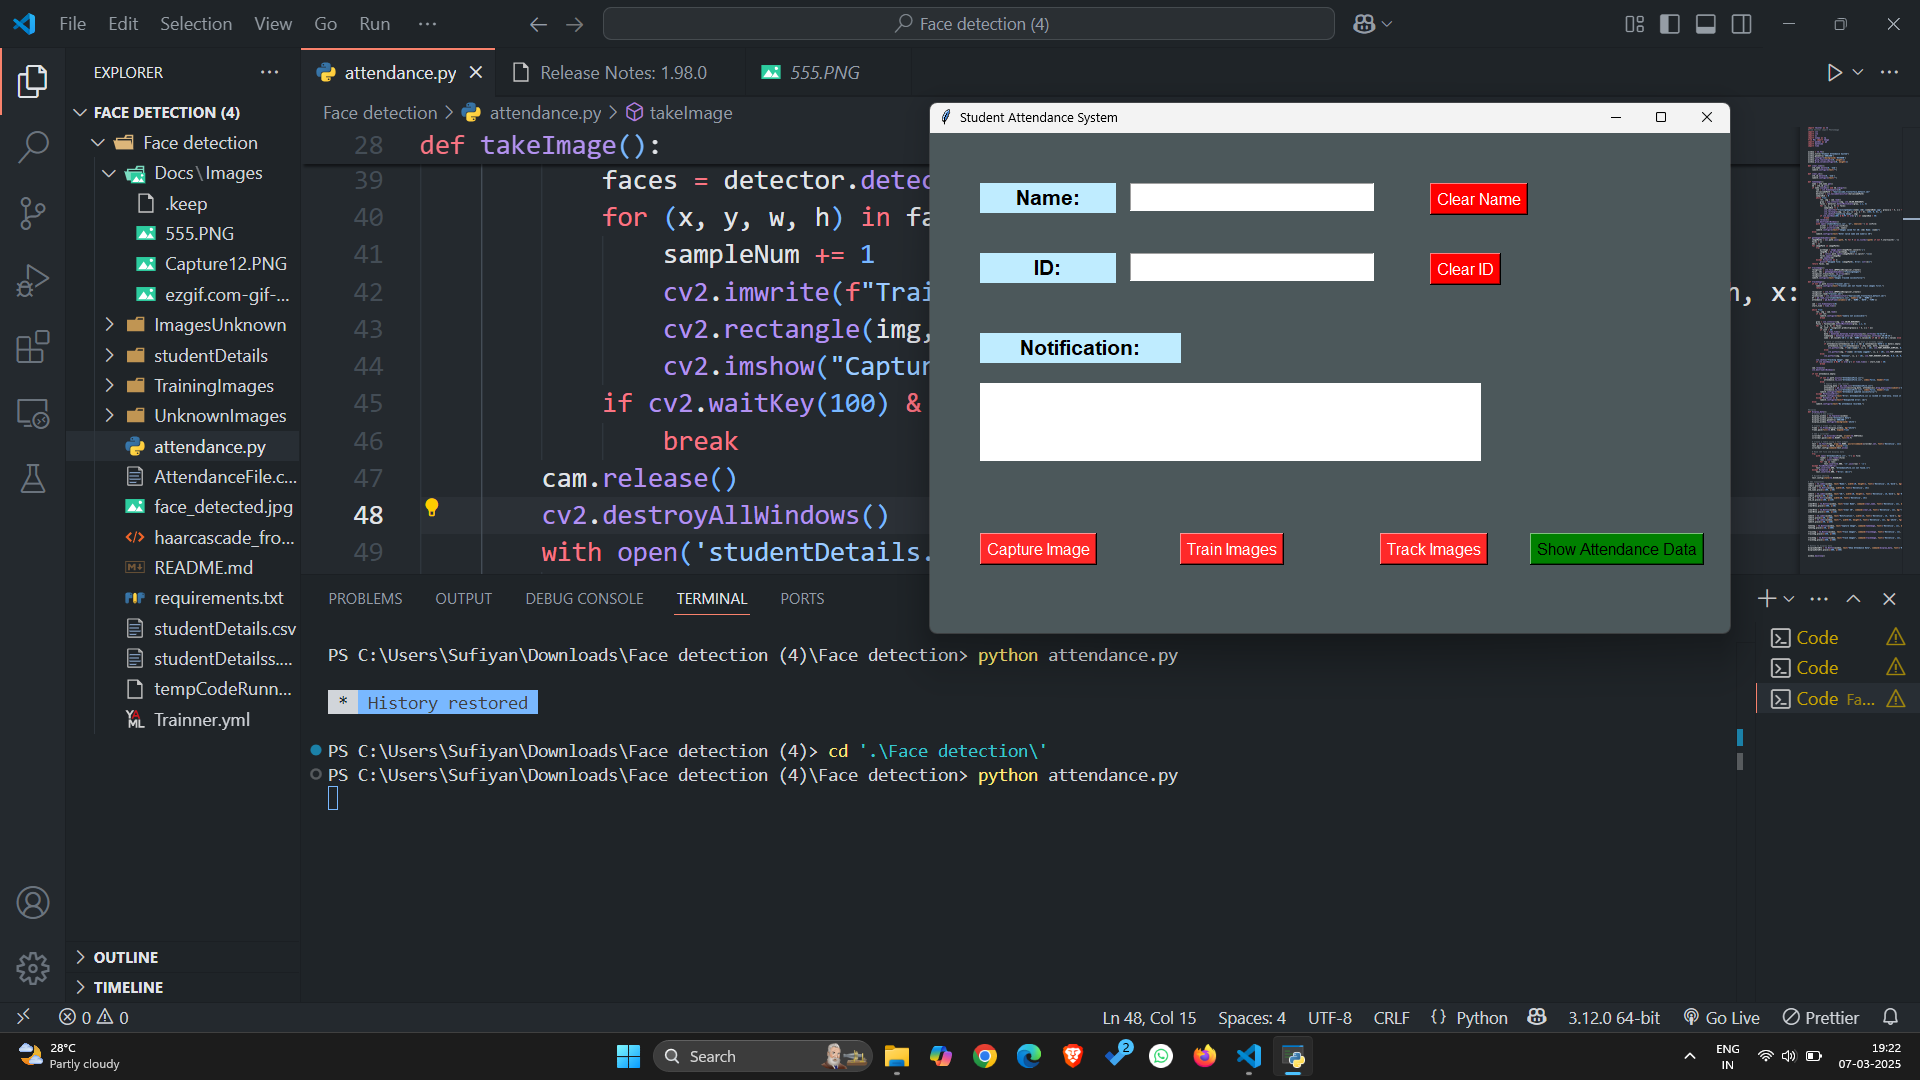 File Edit Selection View Go Run ···
Face detection (4)
EXPLORER
FACE DETECTION (4)
Face detection
Docs\Images
.keep
555.PNG
Capture12.PNG
ezgif.com-gif-...
ImagesUnknown
studentDetails
TrainingImages
UnknownImages
attendance.py
AttendanceFile.c...
face_detected.jpg
haarcascade_fro...
README.md
requirements.txt
studentDetails.csv
studentDetailss....
tempCodeRunn...
Trainner.yml
OUTLINE
TIMELINE
attendance.py
Release Notes: 1.98.0
555.PNG
Face detection > attendance.py > takeImage
28 def takeImage():
39 faces = detector.detec
40 for (x, y, w, h) in fa
41 sampleNum += 1
42 cv2.imwrite(f"Trai
, x:
43 cv2.rectangle(img,
44 cv2.imshow("Captur
45 if cv2.waitKey(100) &
46 break
47 cam.release()
48 cv2.destroyAllWindows()
49 with open('studentDetails.
Student Attendance System
Name:
Clear Name
ID:
Clear ID
Notification:
Capture Image
Train Images
Track Images
Show Attendance Data
PROBLEMS OUTPUT DEBUG CONSOLE TERMINAL PORTS
PS C:\Users\Sufiyan\Downloads\Face detection (4)\Face detection> python attendance.py
* History restored
PS C:\Users\Sufiyan\Downloads\Face detection (4)> cd '.\Face detection\'
PS C:\Users\Sufiyan\Downloads\Face detection (4)\Face detection> python attendance.py
Code
Code
Code Fa...
0 0
Ln 48, Col 15 Spaces: 4 UTF-8 CRLF {} Python 3.12.0 64-bit Go Live Prettier
28°C
Partly cloudy
Search
2
ENG
IN
19:22
07-03-2025